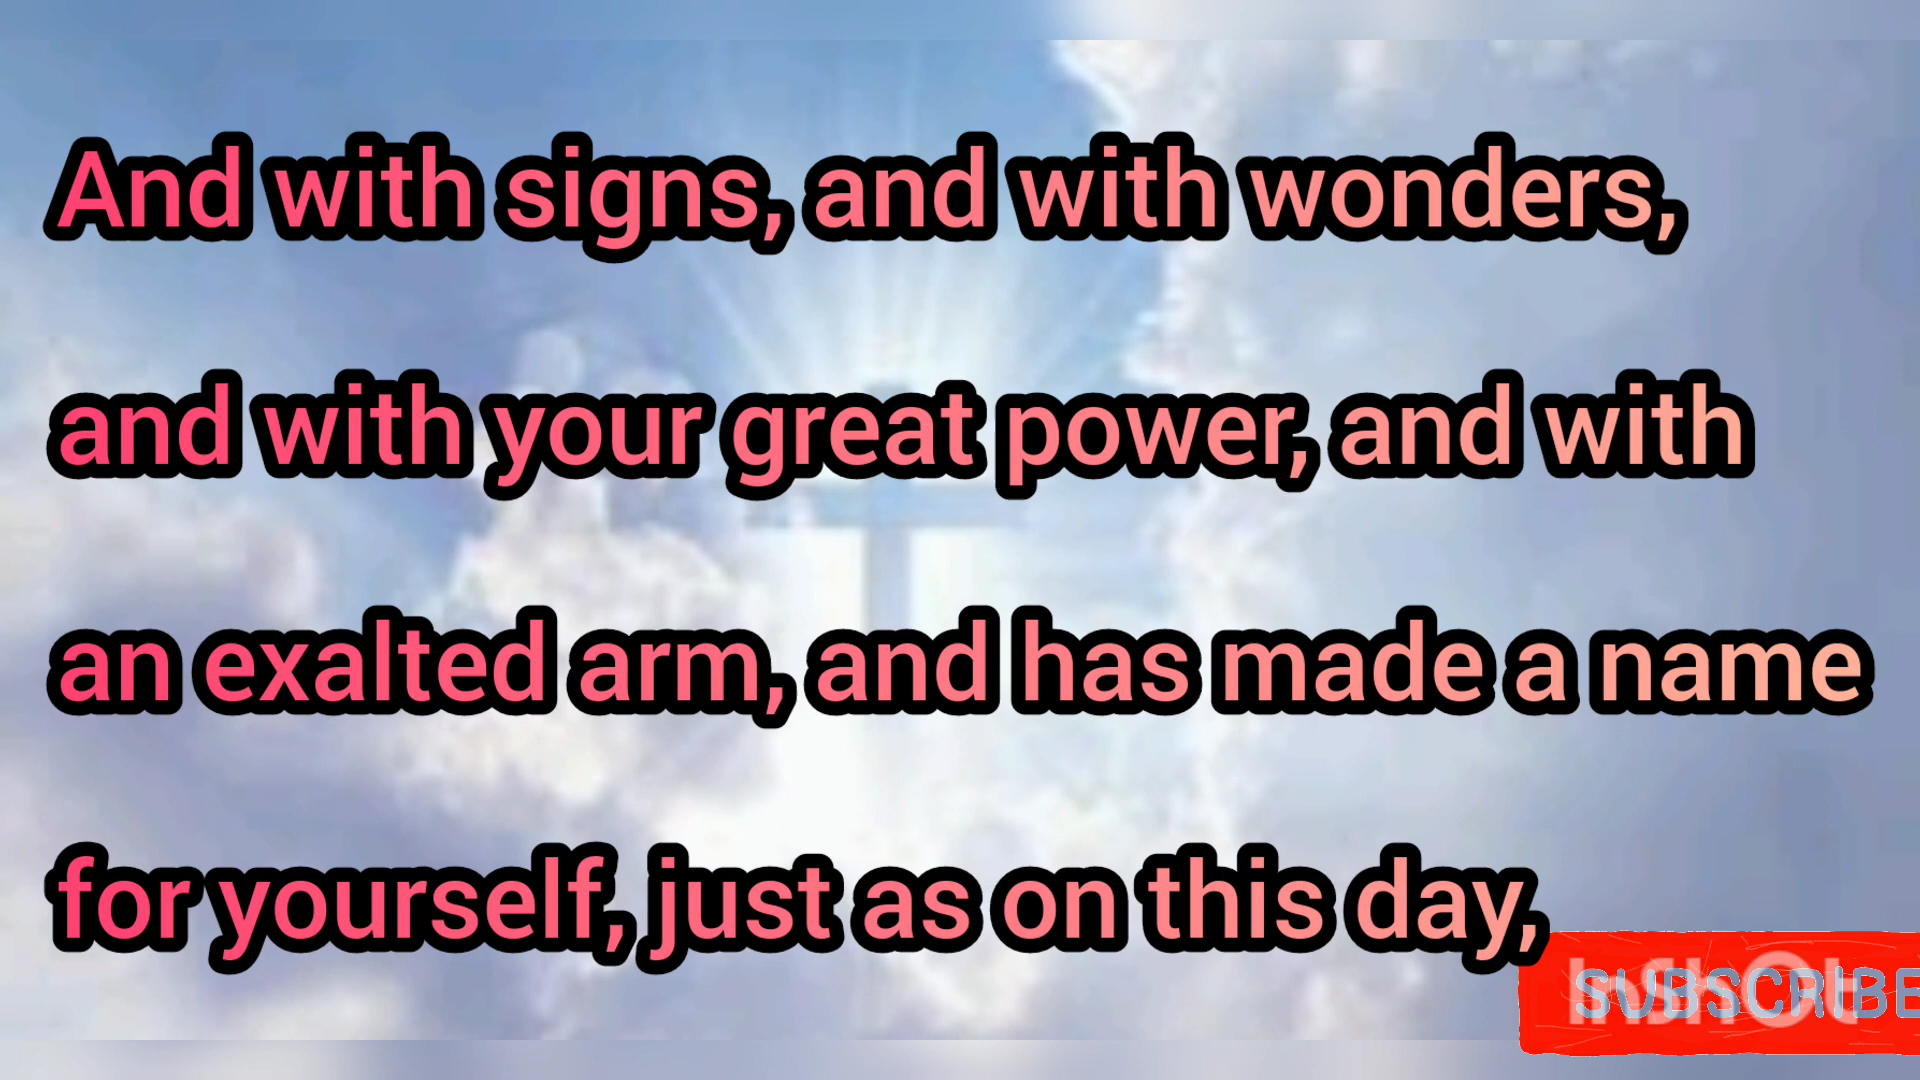 And with signs, and with wonders,
and with your great power, and with
an exalted arm, and has made a name
for yourself, just as on this day,
SUBSCRIBE
InShOt